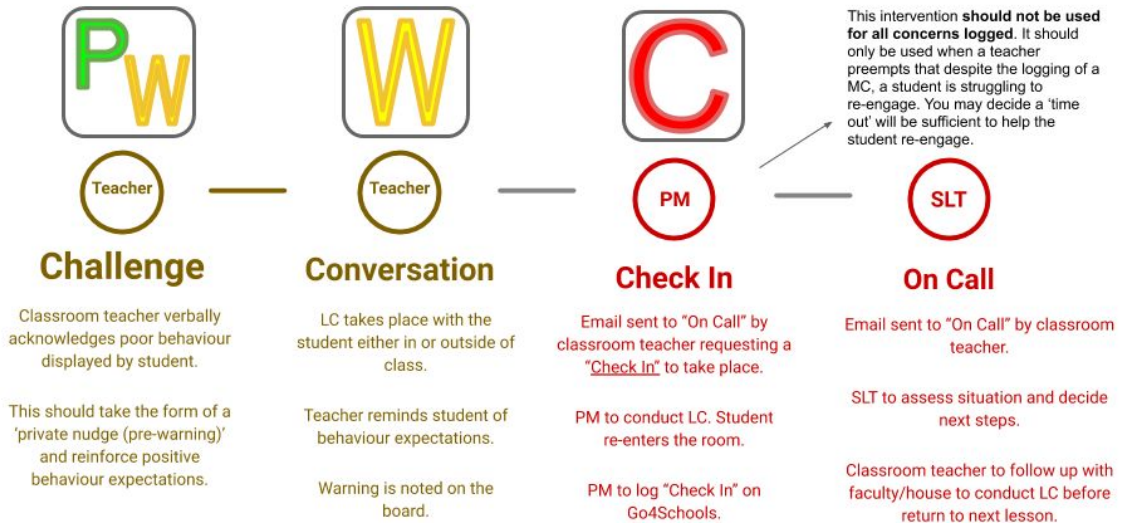 P
W
W
C
This intervention should not be used
for all concerns logged. It should
only be used when a teacher
preempts that despite the logging of a
MC, a student is struggling to
re-engage. You may decide a ‘time
out’ will be sufficient to help the
student re-engage.
Teacher
Teacher
PM
SLT
Challenge
Classroom teacher verbally
acknowledges poor behaviour
displayed by student.
This should take the form of a
‘private nudge (pre-warning)’
and reinforce positive
behaviour expectations.
Conversation
LC takes place with the
student either in or outside of
class.
Teacher reminds student of
behaviour expectations.
Warning is noted on the
board.
Check In
Email sent to “On Call” by
classroom teacher requesting a
“Check In” to take place.
PM to conduct LC. Student
re-enters the room.
PM to log “Check In” on
Go4Schools.
On Call
Email sent to “On Call” by classroom
teacher.
SLT to assess situation and decide
next steps.
Classroom teacher to follow up with
faculty/house to conduct LC before
return to next lesson.